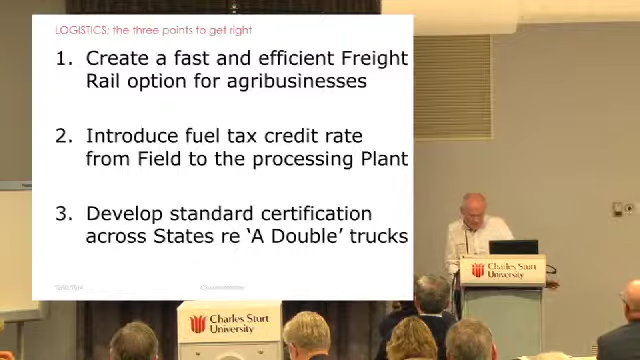 LOGISTICS; the three points to get right
1. Create a fast and efficient Freight
Rail option for agribusinesses
2. Introduce fuel tax credit rate
from Field to the processing Plant
3. Develop standard certification
across States re ‘A Double’ trucks
Charles Sturt
University
Charles Sturt
University